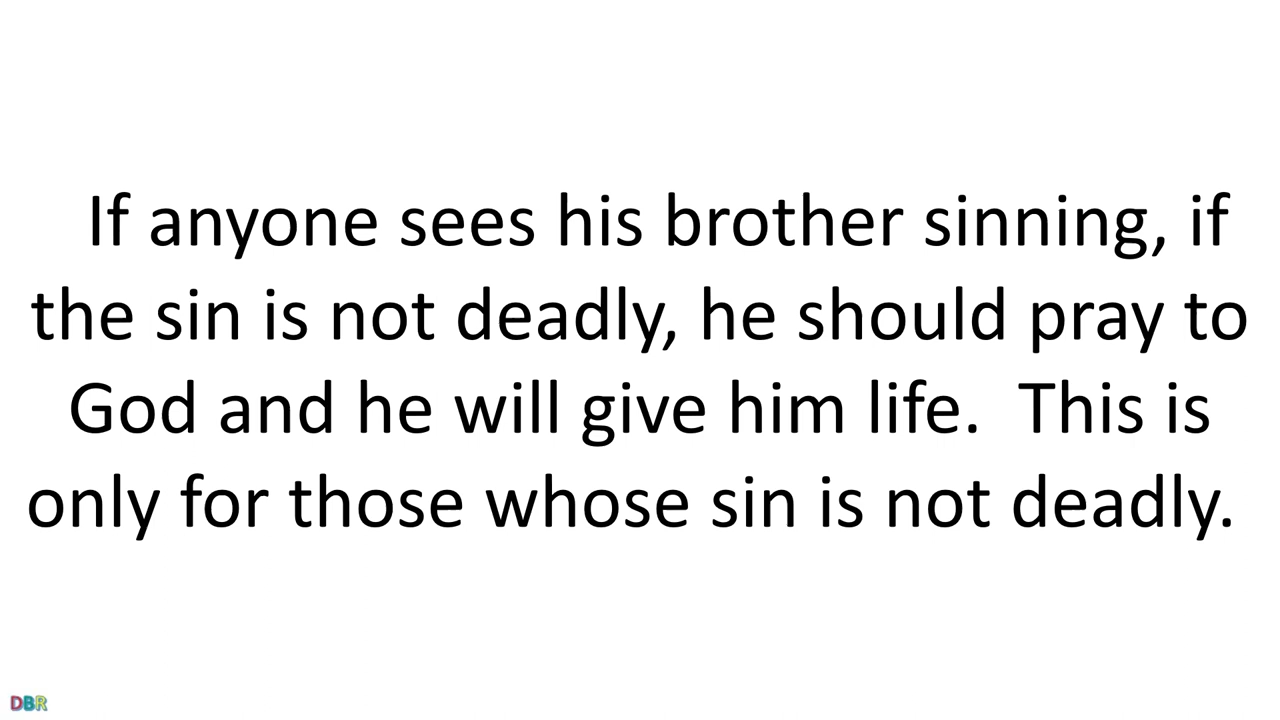 If anyone sees his brother sinning, if
the sin is not deadly, he should pray to
God and he will give him life.  This is
only for those whose sin is not deadly.
DBR